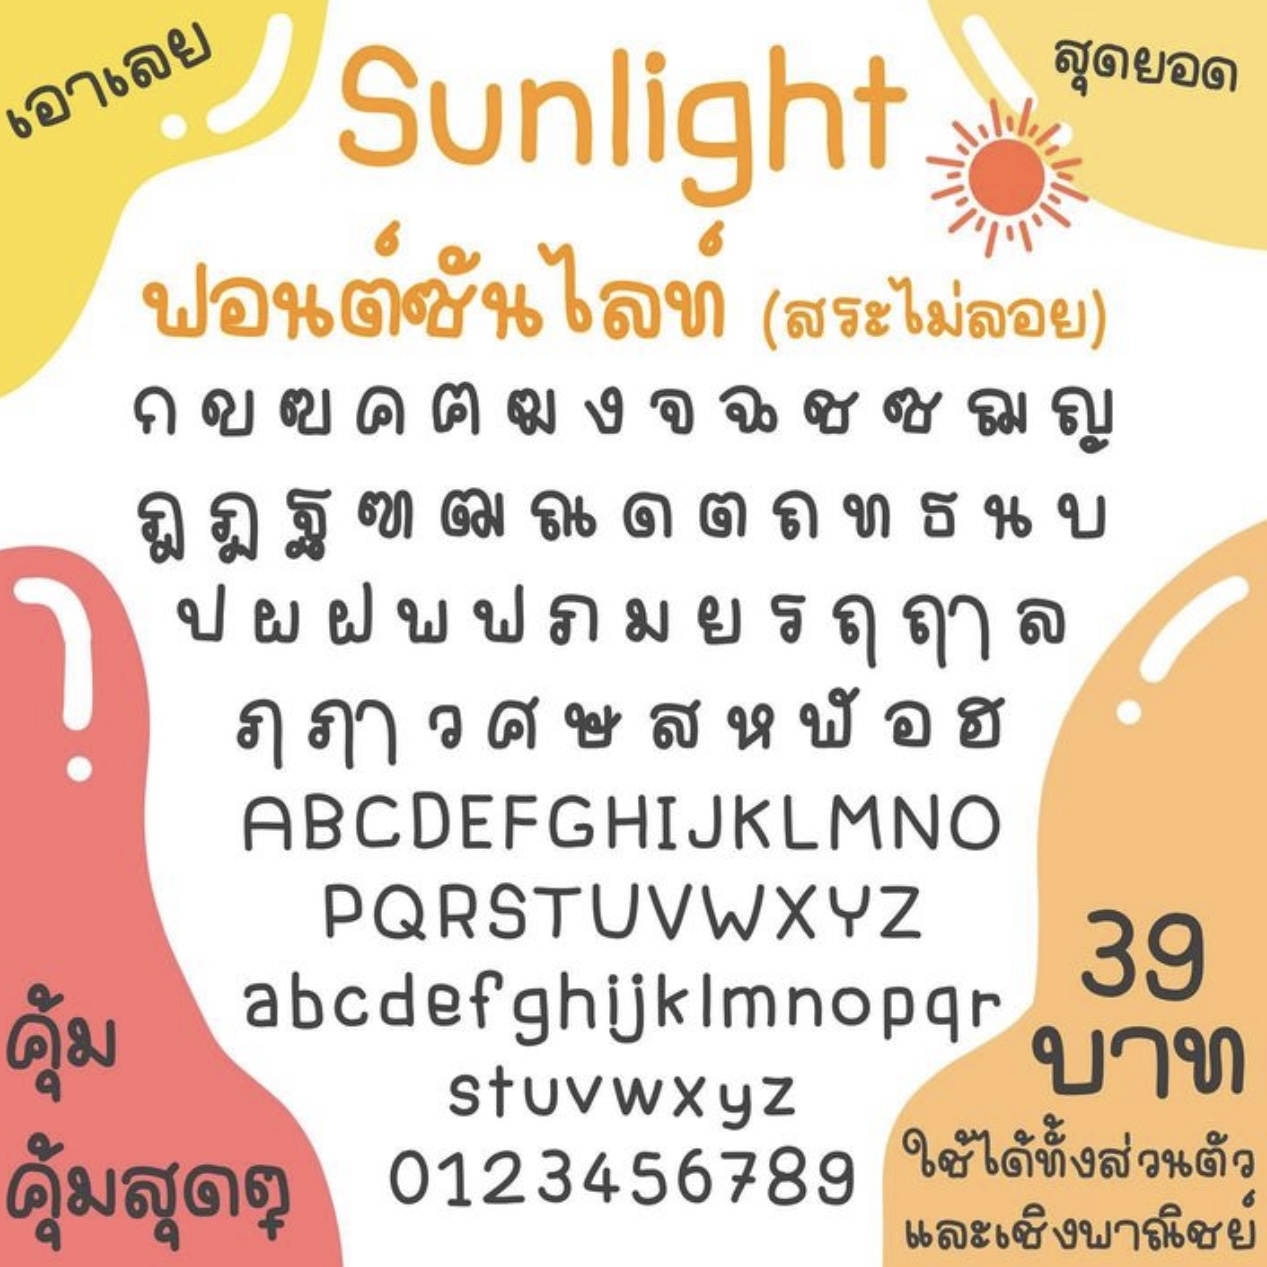 เอาเลย
Sunlight
สุดยอด
ฟอนต์ซันไลท์ (สระไม่ลอย)
ก ข ฃ ค ฅ ฆ ง จ ฉ ช ซ ฌ ญ
ฎ ฏ ฐ ฑ ฒ ณ ด ต ถ ท ธ น บ
ป ผ ฝ พ ฟ ภ ม ย ร ฤ ฤๅ ล
ฦ ฦๅ ว ศ ษ ส ห ฬ อ ฮ
ABCDEFGHIJKLMNO
PQRSTUVWXYZ
abcdefghijklmnopqr
stuvwxyz
0123456789
คุ้ม
คุ้มสุดๆ
39
บาท
ใช้ได้ทั้งส่วนตัว
และเชิงพาณิชย์